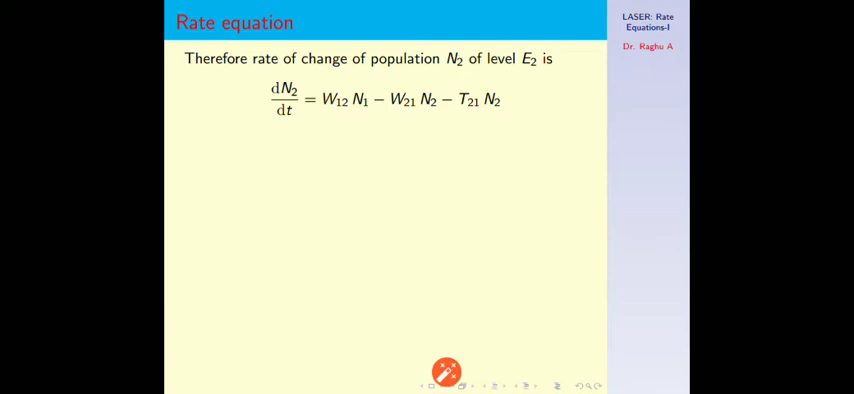 Rate equation
Therefore rate of change of population N₂ of level E₂ is
dN₂/dt = W₁₂ N₁ − W₂₁ N₂ − T₂₁ N₂
LASER: Rate
Equations-I
Dr. Raghu A